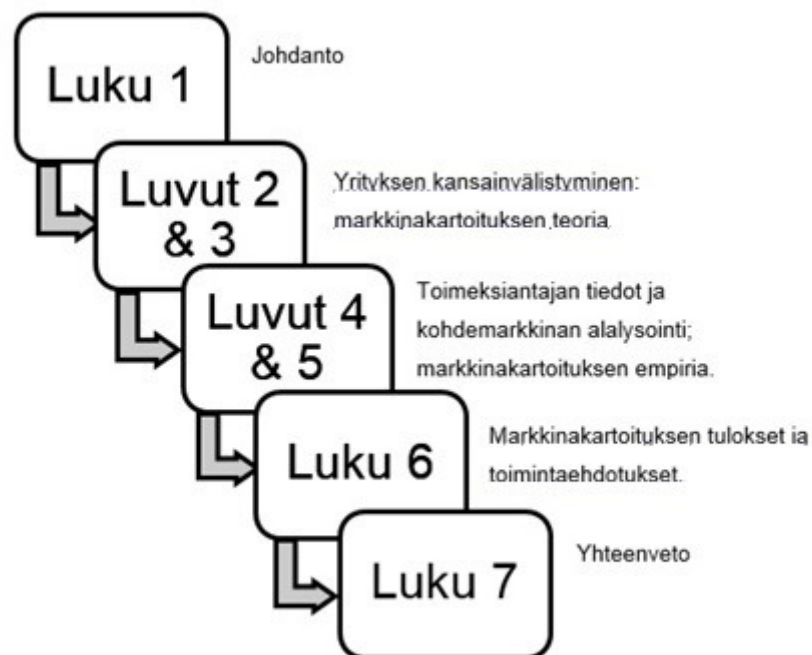 Luku 1
Johdanto
Luvut 2
& 3
Yrityksen kansainvälistyminen:
markkinakartoituksen teoria
Luvut 4
& 5
Toimeksiantajan tiedot ja
kohdemarkkinan alalysointi;
markkinakartoituksen empiria.
Luku 6
Markkinakartoituksen tulokset ja
toimintaehdotukset.
Luku 7
Yhteenveto